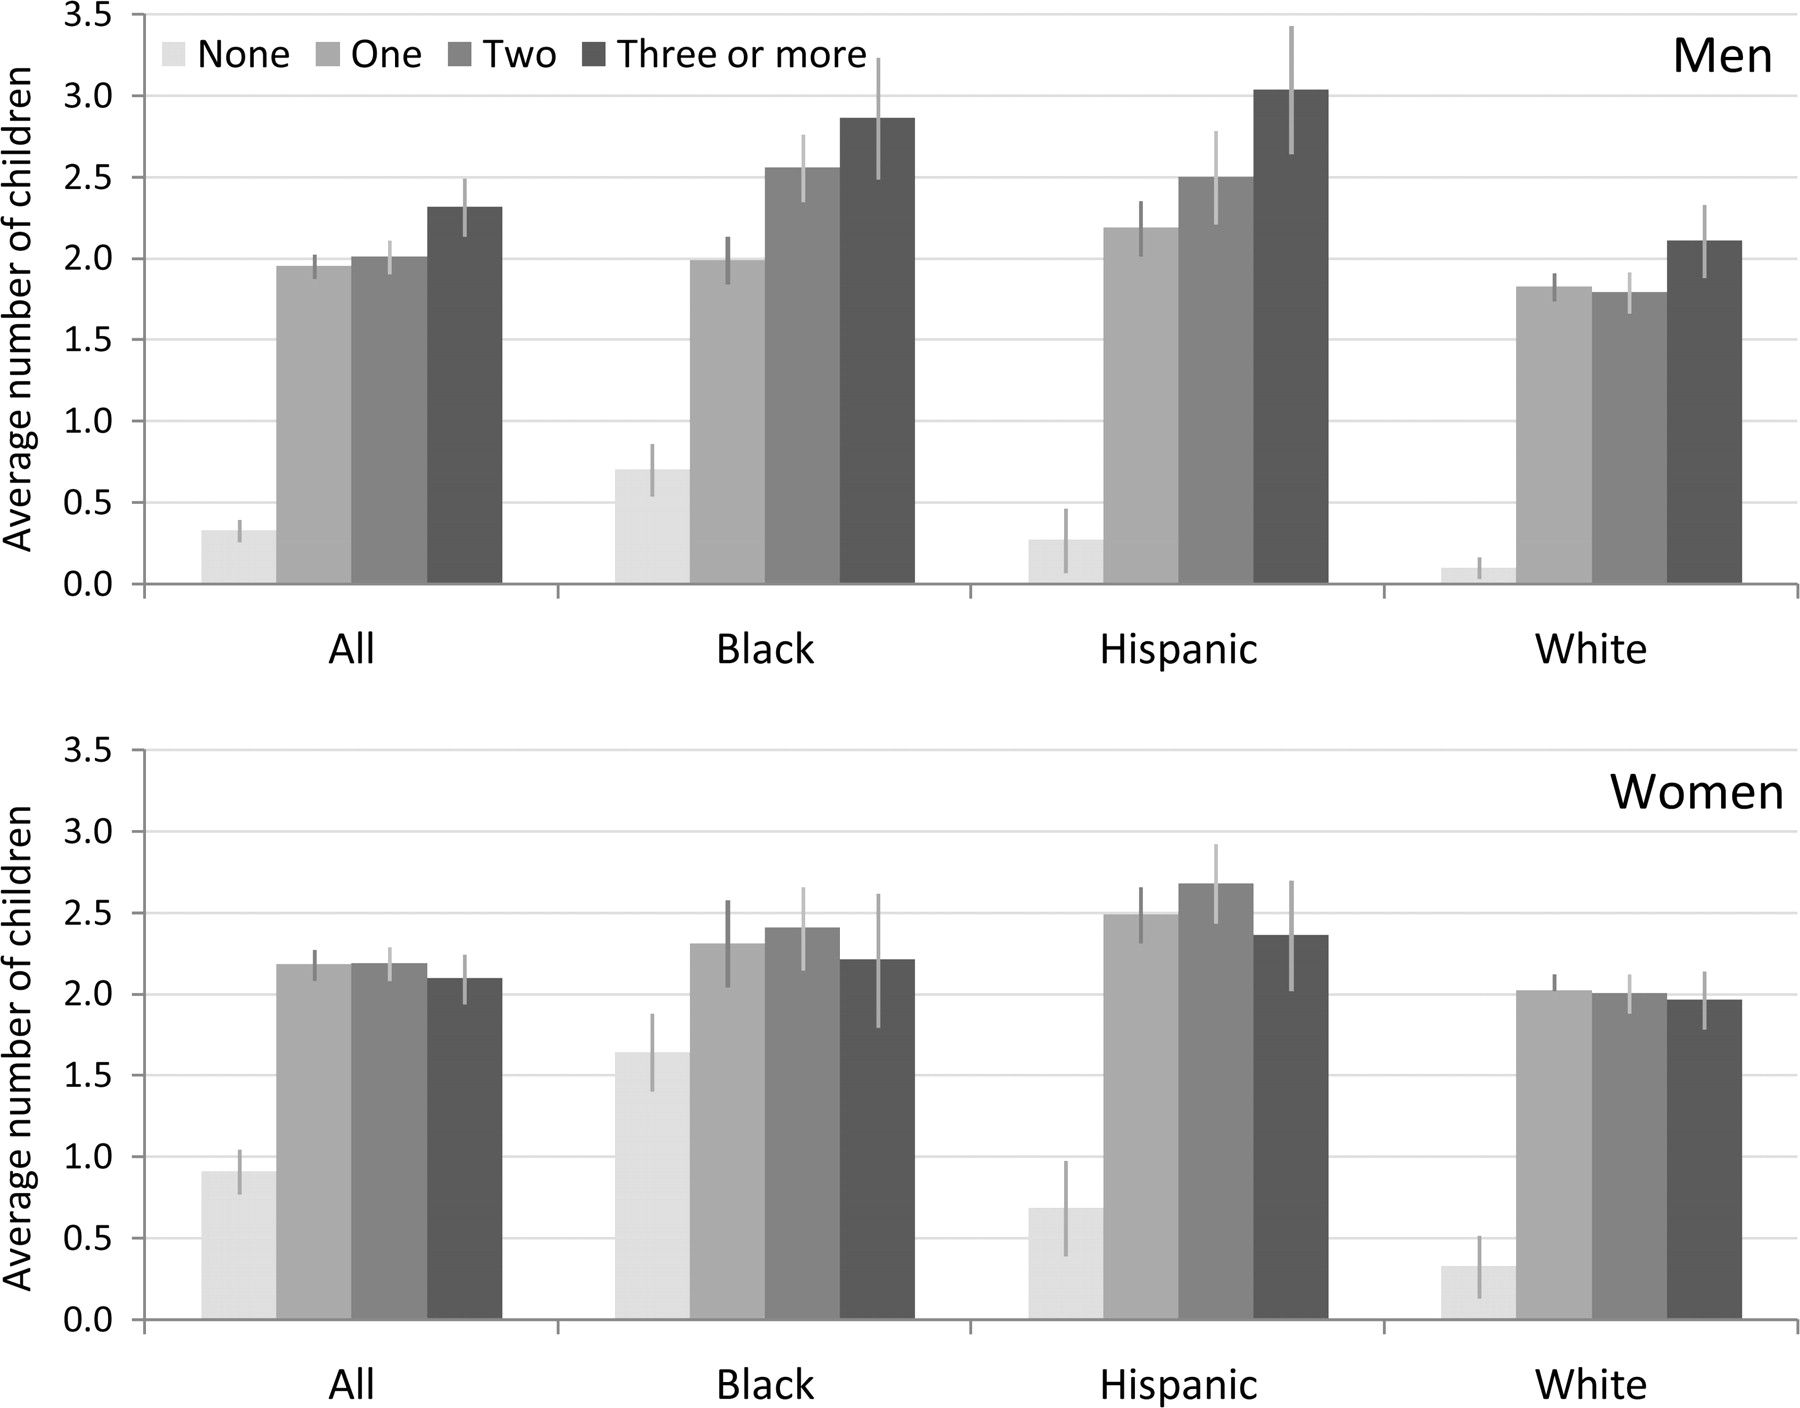 Average number of children
3.5
3.0
2.5
2.0
1.5
1.0
0.5
0.0
None One Two Three or more
Men
All Black Hispanic White
Average number of children
3.5
3.0
2.5
2.0
1.5
1.0
0.5
0.0
Women
All Black Hispanic White